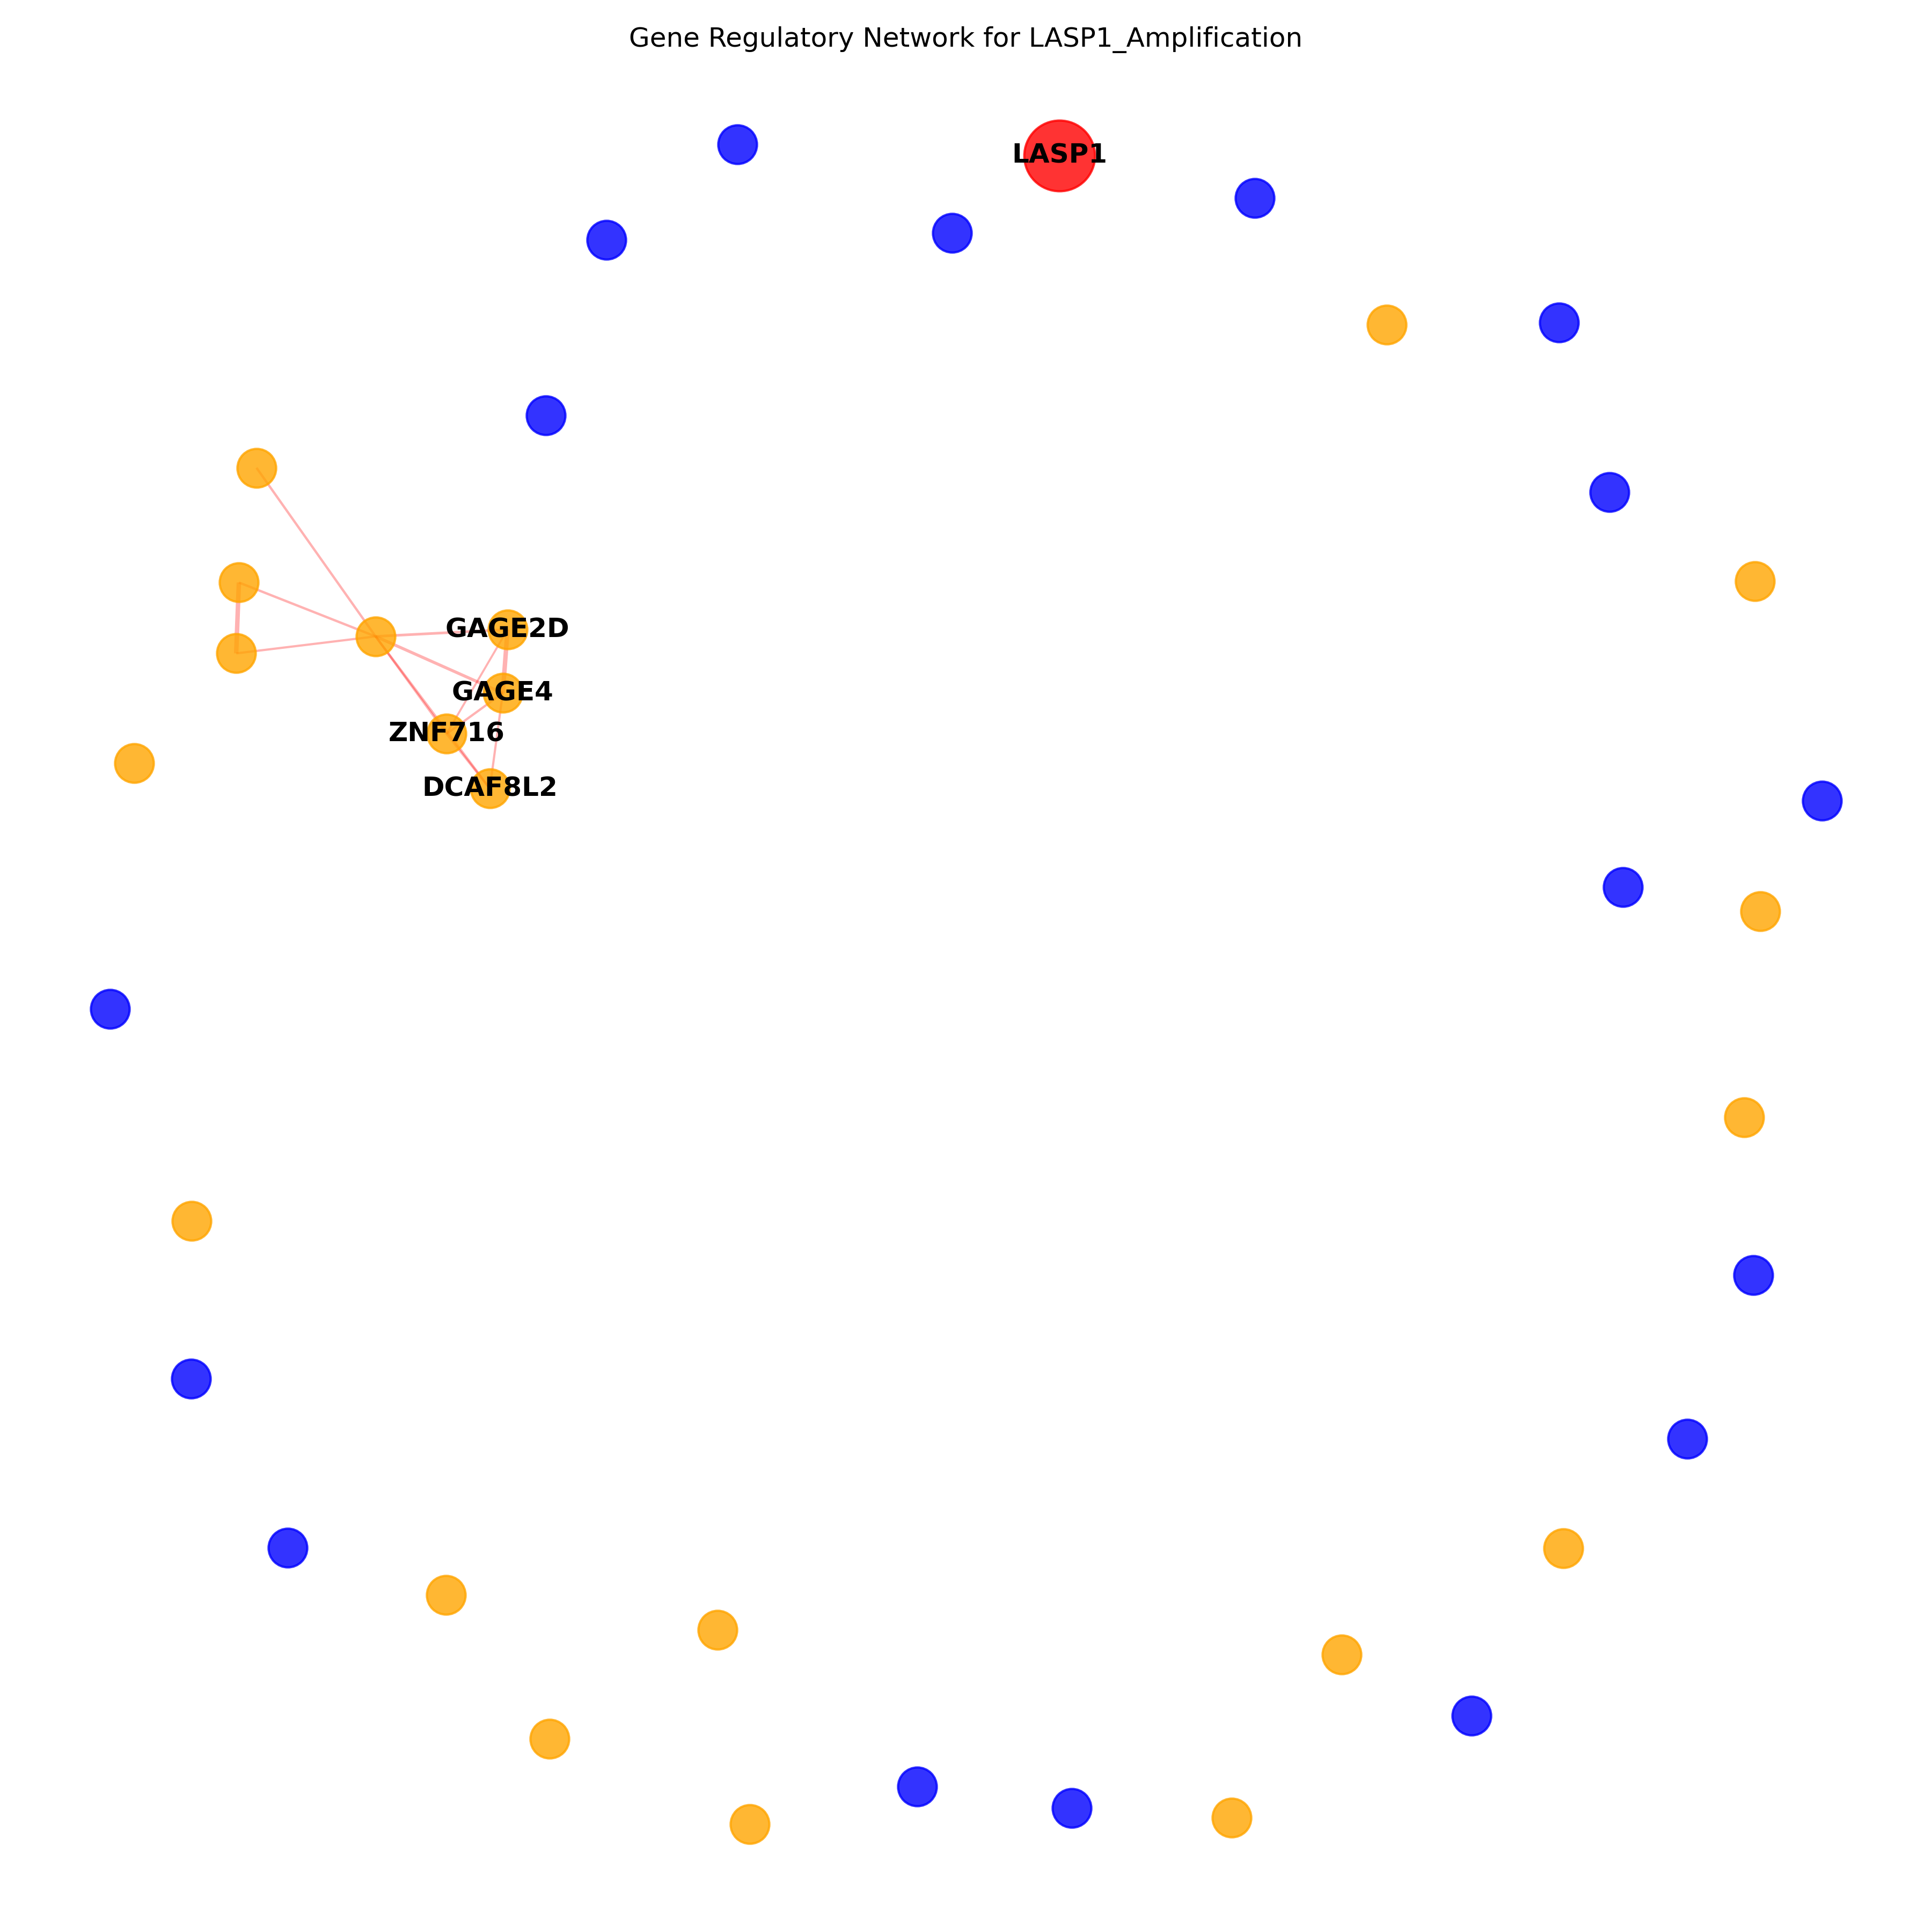 Gene Regulatory Network for LASP1_Amplification
LASP1
GAGE2D
GAGE4
ZNF716
DCAF8L2